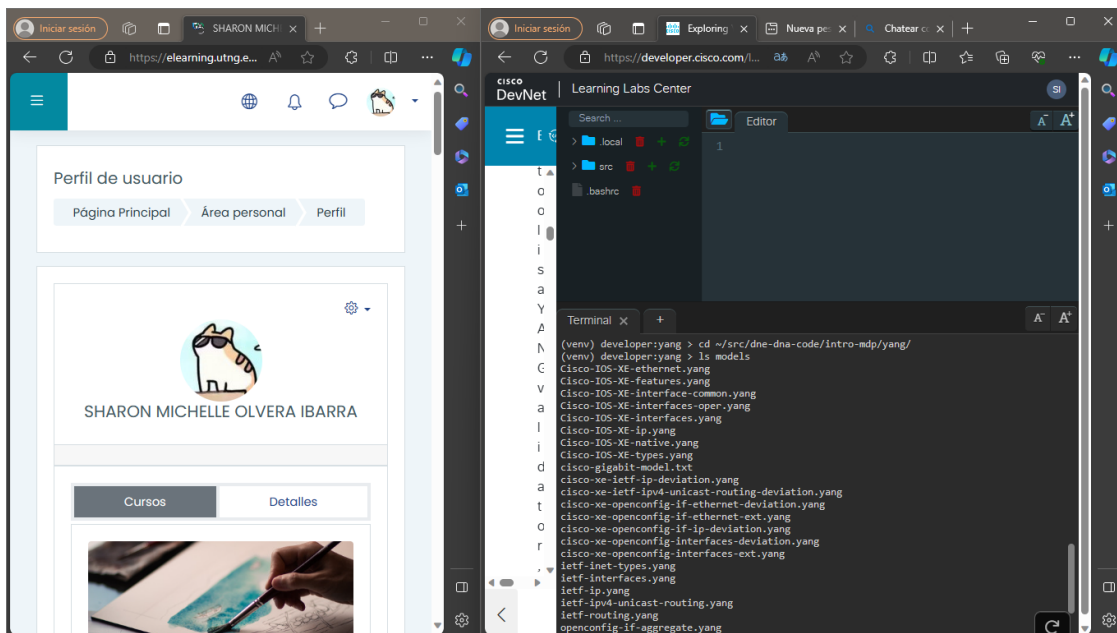 Iniciar sesión
SHARON MICH
https://elearning.utng.e...
Perfil de usuario
Página Principal
Área personal
Perfil
SHARON MICHELLE OLVERA IBARRA
Cursos
Detalles
Iniciar sesión
Exploring
Nueva pes
Chatear cc
https://developer.cisco.com/l...
CISCO
DevNet
Learning Labs Center
SI
E
Search ...
Editor
A- A+
.local
src
.bashrc
1
t
o
o
l
i
s
a
Y
A
N
G
v
a
l
i
d
a
t
o
r
,
Terminal
A- A+
(venv) developer:yang > cd ~/src/dne-dna-code/intro-mdp/yang/
(venv) developer:yang > ls models
Cisco-IOS-XE-ethernet.yang
Cisco-IOS-XE-features.yang
Cisco-IOS-XE-interface-common.yang
Cisco-IOS-XE-interfaces-oper.yang
Cisco-IOS-XE-interfaces.yang
Cisco-IOS-XE-ip.yang
Cisco-IOS-XE-native.yang
Cisco-IOS-XE-types.yang
cisco-gigabit-model.txt
cisco-xe-ietf-ip-deviation.yang
cisco-xe-ietf-ipv4-unicast-routing-deviation.yang
cisco-xe-openconfig-if-ethernet-deviation.yang
cisco-xe-openconfig-if-ethernet-ext.yang
cisco-xe-openconfig-if-ip-deviation.yang
cisco-xe-openconfig-interfaces-deviation.yang
cisco-xe-openconfig-interfaces-ext.yang
ietf-inet-types.yang
ietf-interfaces.yang
ietf-ip.yang
ietf-ipv4-unicast-routing.yang
ietf-routing.yang
openconfig-if-aggregate.yang